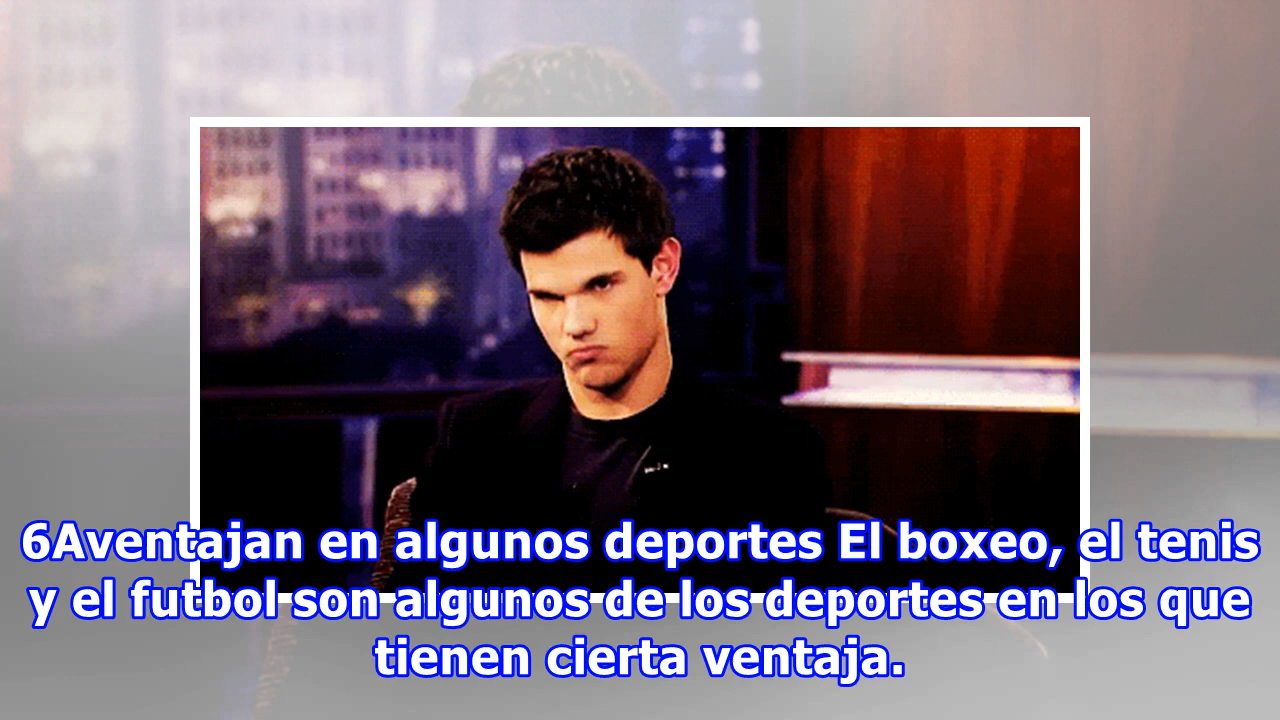 6Aventajan en algunos deportes El boxeo, el tenis
y el futbol son algunos de los deportes en los que
tienen cierta ventaja.